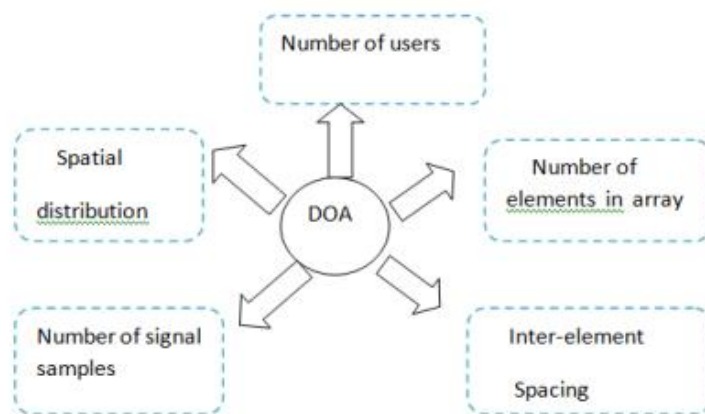 Number of users
Spatial
distribution
Number of
elements in array
DOA
Number of signal
samples
Inter-element
Spacing